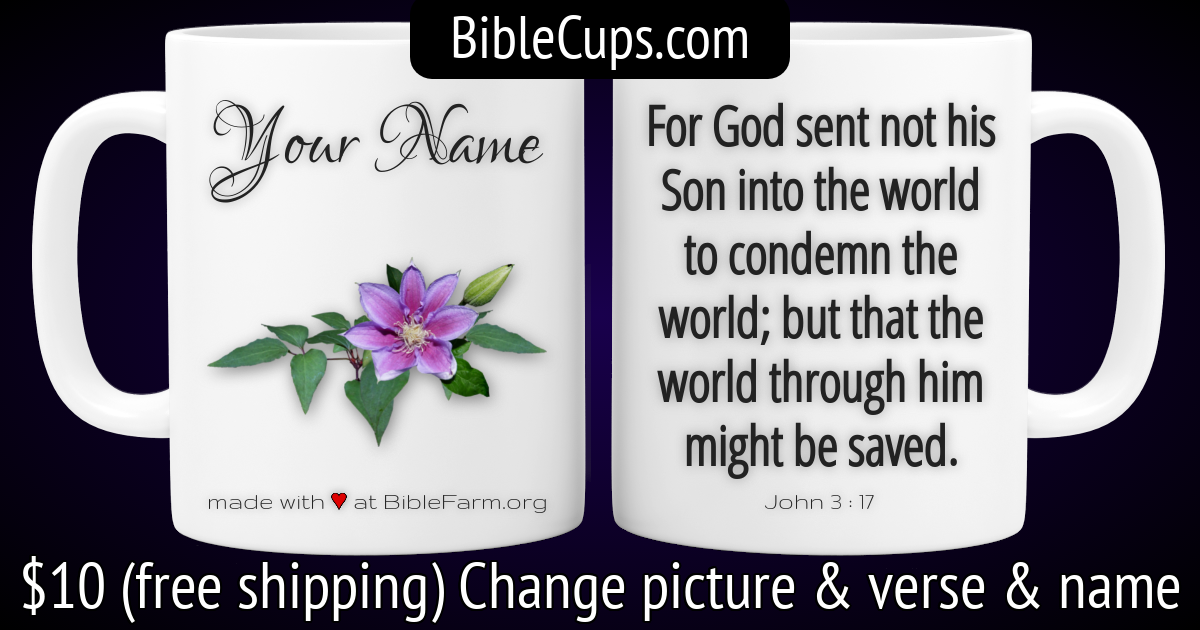 BibleCups.com
Your Name
made with ♥ at BibleFarm.org
For God sent not his
Son into the world
to condemn the
world; but that the
world through him
might be saved.
John 3 : 17
$10 (free shipping) Change picture & verse & name